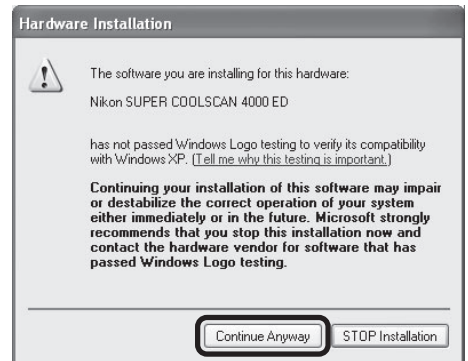 Hardware Installation
The software you are installing for this hardware:
Nikon SUPER COOLSCAN 4000 ED
has not passed Windows Logo testing to verify its compatibility
with Windows XP. (Tell me why this testing is important.)
Continuing your installation of this software may impair
or destabilize the correct operation of your system
either immediately or in the future. Microsoft strongly
recommends that you stop this installation now and
contact the hardware vendor for software that has
passed Windows Logo testing.
Continue Anyway STOP Installation